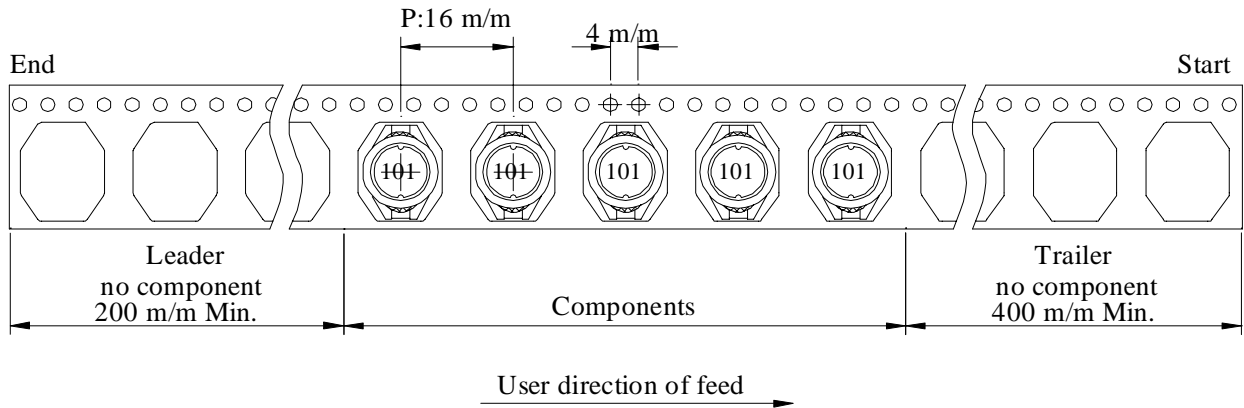 P:16 m/m
4 m/m
End
Start
101
101
101
101
101
Leader
no component
200 m/m Min.
Components
Trailer
no component
400 m/m Min.
User direction of feed